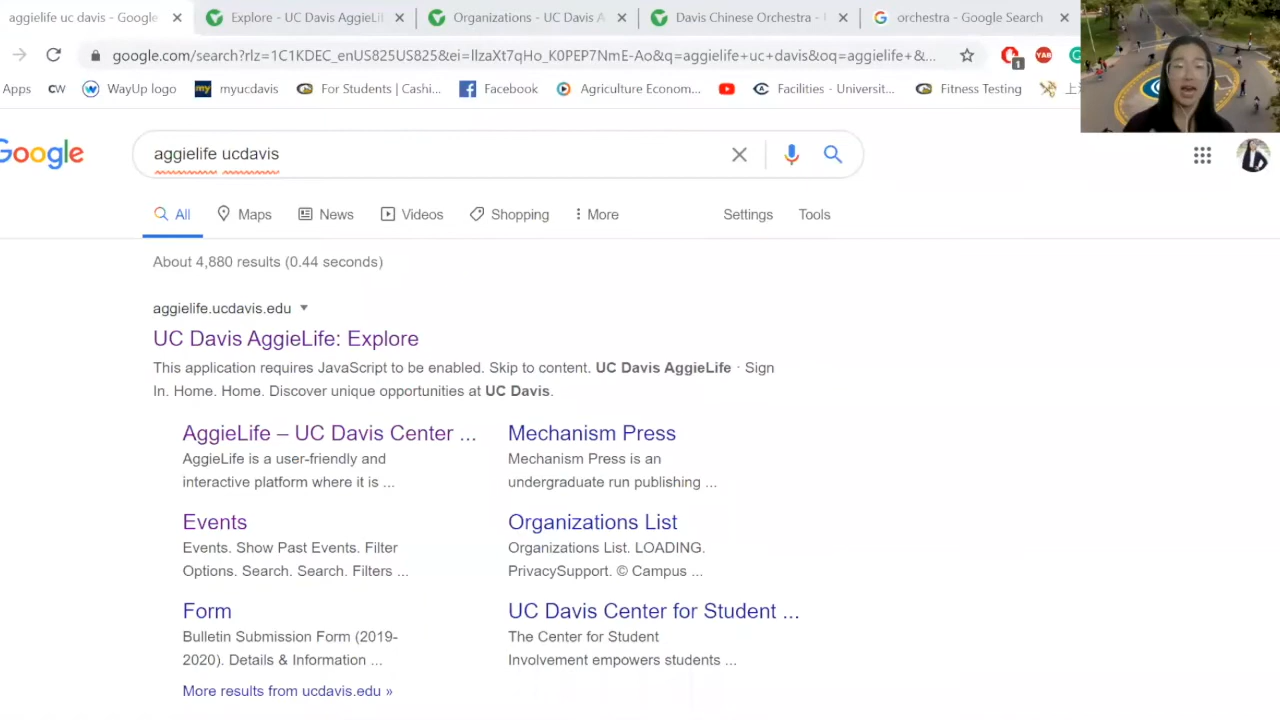 aggielife uc davis - Google
Explore - UC Davis AggieLif
Organizations - UC Davis A
Davis Chinese Orchestra -
orchestra - Google Search
google.com/search?rlz=1C1KDEC_enUS825US825&ei=llzaXt7qHo_K0PEP7NmE-Ao&q=aggielife+uc+davis&oq=aggielife+&...
1
Apps
CW
WayUp logo
my
myucdavis
For Students | Cashi...
Facebook
Agriculture Econom...
Facilities - Universit...
Fitness Testing
Google
aggielife ucdavis
All
Maps
News
Videos
Shopping
More
Settings
Tools
About 4,880 results (0.44 seconds)
aggielife.ucdavis.edu
UC Davis AggieLife: Explore
This application requires JavaScript to be enabled. Skip to content. UC Davis AggieLife · Sign
In. Home. Home. Discover unique opportunities at UC Davis.
AggieLife – UC Davis Center ...
AggieLife is a user-friendly and
interactive platform where it is ...
Mechanism Press
Mechanism Press is an
undergraduate run publishing ...
Events
Events. Show Past Events. Filter
Options. Search. Search. Filters ...
Organizations List
Organizations List. LOADING.
PrivacySupport. © Campus ...
Form
Bulletin Submission Form (2019-
2020). Details & Information ...
UC Davis Center for Student ...
The Center for Student
Involvement empowers students ...
More results from ucdavis.edu »